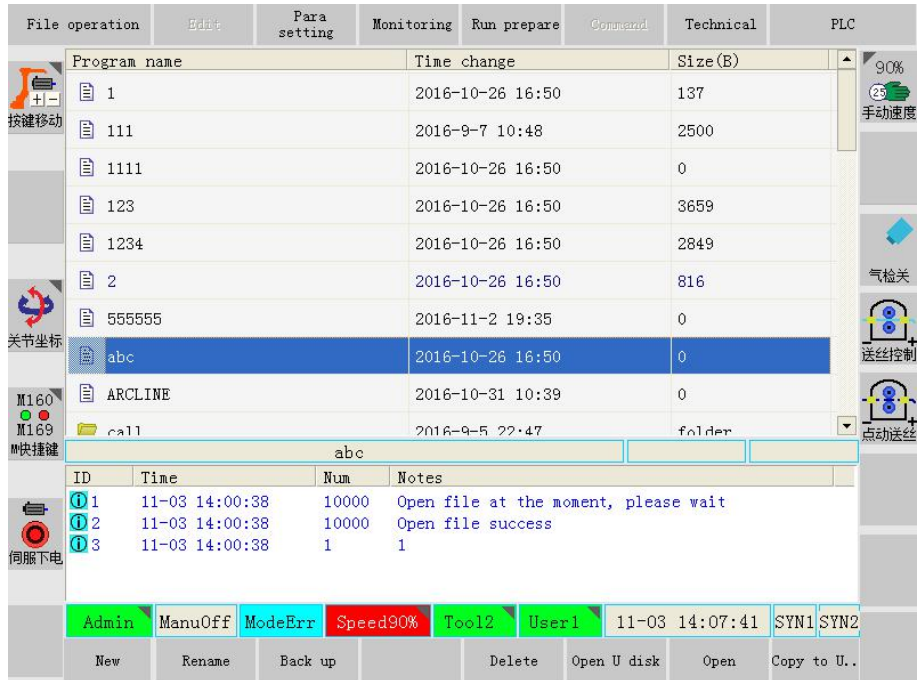 File operation Edit Para setting Monitoring Run prepare Command Technical PLC
Program name Time change Size(B)
1 2016-10-26 16:50 137
111 2016-9-7 10:48 2500
1111 2016-10-26 16:50 0
123 2016-10-26 16:50 3659
1234 2016-10-26 16:50 2849
2 2016-10-26 16:50 816
555555 2016-11-2 19:35 0
abc 2016-10-26 16:50 0
ARCLINE 2016-10-31 10:39 0
call 2016-9-5 22:47 folder
abc
ID Time Num Notes
1 11-03 14:00:38 10000 Open file at the moment, please wait
2 11-03 14:00:38 10000 Open file success
3 11-03 14:00:38 1 1
Admin ManuOff ModeErr Speed90% Tool2 User1 11-03 14:07:41 SYN1 SYN2
New Rename Back up Delete Open U disk Open Copy to U..
+ -
按键移动
关节坐标
M160
M169
M快捷键
伺服下电
90%
25
手动速度
气检关
- +
送丝控制
- +
点动送丝